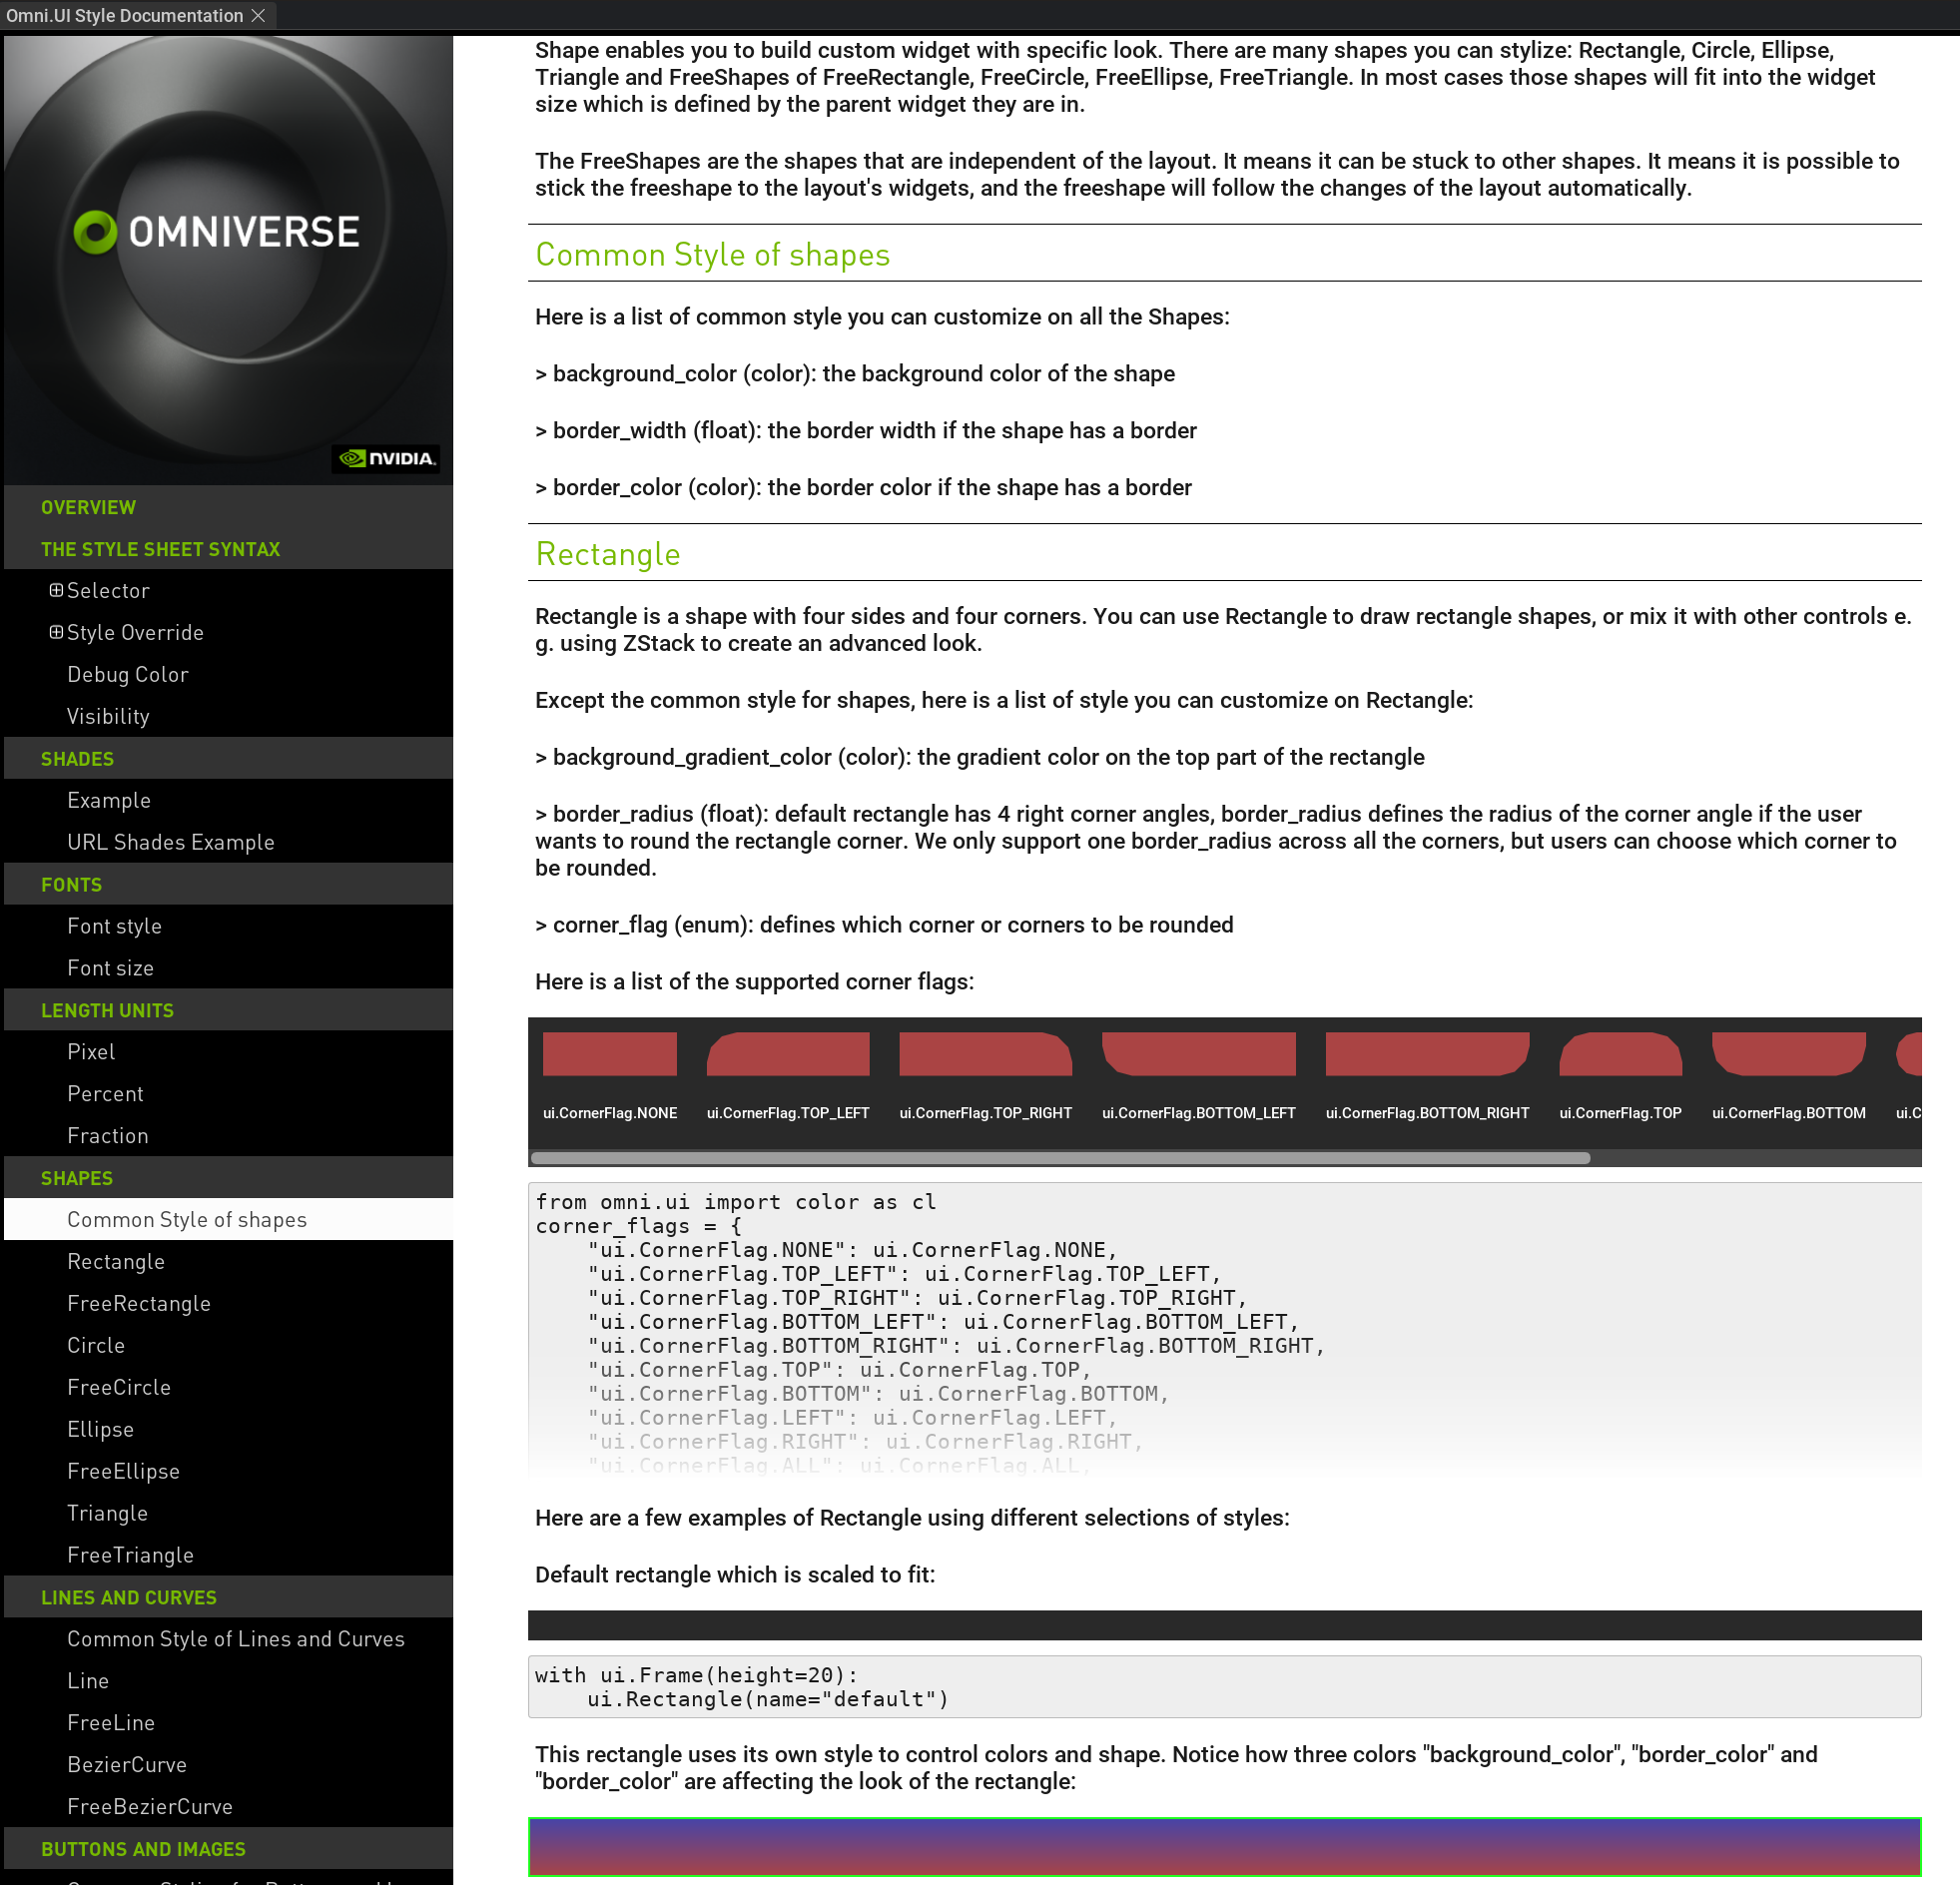 Omni.UI Style Documentation
OMNIVERSE
NVIDIA.
OVERVIEW
THE STYLE SHEET SYNTAX
Selector
Style Override
Debug Color
Visibility
SHADES
Example
URL Shades Example
FONTS
Font style
Font size
LENGTH UNITS
Pixel
Percent
Fraction
SHAPES
Common Style of shapes
Rectangle
FreeRectangle
Circle
FreeCircle
Ellipse
FreeEllipse
Triangle
FreeTriangle
LINES AND CURVES
Common Style of Lines and Curves
Line
FreeLine
BezierCurve
FreeBezierCurve
BUTTONS AND IMAGES
Shape enables you to build custom widget with specific look. There are many shapes you can stylize: Rectangle, Circle, Ellipse,
Triangle and FreeShapes of FreeRectangle, FreeCircle, FreeEllipse, FreeTriangle. In most cases those shapes will fit into the widget
size which is defined by the parent widget they are in.
The FreeShapes are the shapes that are independent of the layout. It means it can be stuck to other shapes. It means it is possible to
stick the freeshape to the layout's widgets, and the freeshape will follow the changes of the layout automatically.
Common Style of shapes
Here is a list of common style you can customize on all the Shapes:
> background_color (color): the background color of the shape
> border_width (float): the border width if the shape has a border
> border_color (color): the border color if the shape has a border
Rectangle
Rectangle is a shape with four sides and four corners. You can use Rectangle to draw rectangle shapes, or mix it with other controls e.
g. using ZStack to create an advanced look.
Except the common style for shapes, here is a list of style you can customize on Rectangle:
> background_gradient_color (color): the gradient color on the top part of the rectangle
> border_radius (float): default rectangle has 4 right corner angles, border_radius defines the radius of the corner angle if the user
wants to round the rectangle corner. We only support one border_radius across all the corners, but users can choose which corner to
be rounded.
> corner_flag (enum): defines which corner or corners to be rounded
Here is a list of the supported corner flags:
ui.CornerFlag.NONE ui.CornerFlag.TOP_LEFT ui.CornerFlag.TOP_RIGHT ui.CornerFlag.BOTTOM_LEFT ui.CornerFlag.BOTTOM_RIGHT ui.CornerFlag.TOP ui.CornerFlag.BOTTOM ui.C
from omni.ui import color as cl
corner_flags = {
    "ui.CornerFlag.NONE": ui.CornerFlag.NONE,
    "ui.CornerFlag.TOP_LEFT": ui.CornerFlag.TOP_LEFT,
    "ui.CornerFlag.TOP_RIGHT": ui.CornerFlag.TOP_RIGHT,
    "ui.CornerFlag.BOTTOM_LEFT": ui.CornerFlag.BOTTOM_LEFT,
    "ui.CornerFlag.BOTTOM_RIGHT": ui.CornerFlag.BOTTOM_RIGHT,
    "ui.CornerFlag.TOP": ui.CornerFlag.TOP,
    "ui.CornerFlag.BOTTOM": ui.CornerFlag.BOTTOM,
    "ui.CornerFlag.LEFT": ui.CornerFlag.LEFT,
    "ui.CornerFlag.RIGHT": ui.CornerFlag.RIGHT,
    "ui.CornerFlag.ALL": ui.CornerFlag.ALL,
Here are a few examples of Rectangle using different selections of styles:
Default rectangle which is scaled to fit:
with ui.Frame(height=20):
    ui.Rectangle(name="default")
This rectangle uses its own style to control colors and shape. Notice how three colors "background_color", "border_color" and
"border_color" are affecting the look of the rectangle: